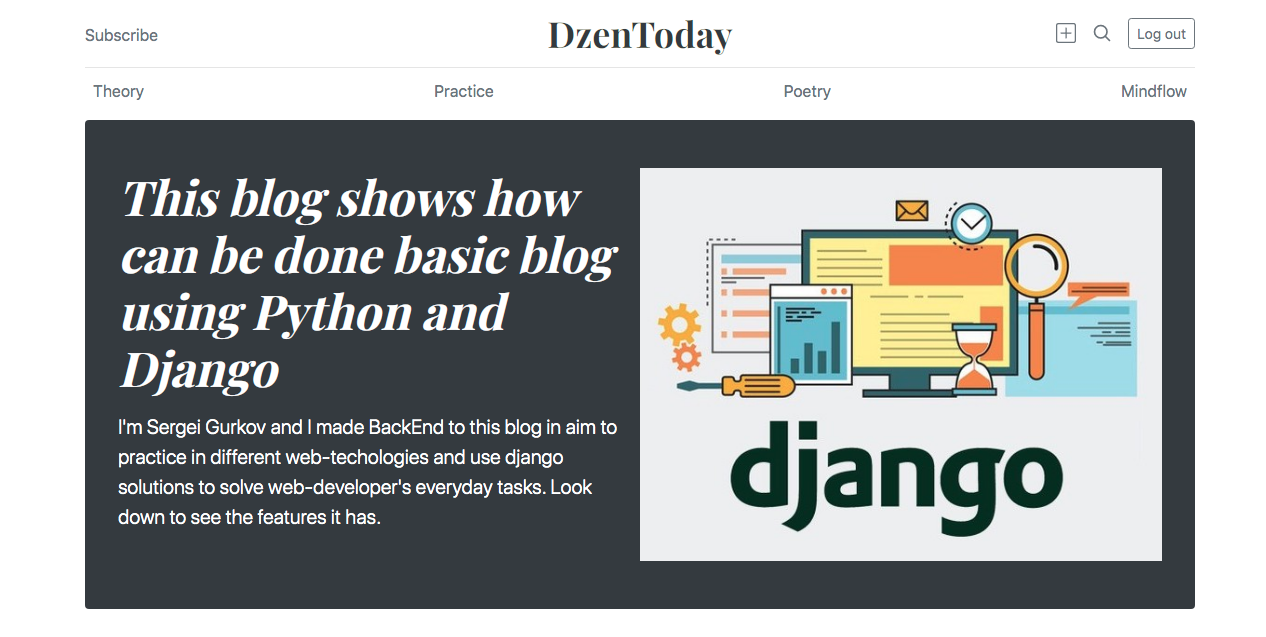 Subscribe
DzenToday
Log out
Theory
Practice
Poetry
Mindflow
This blog shows how
can be done basic blog
using Python and
Django
I'm Sergei Gurkov and I made BackEnd to this blog in aim to
practice in different web-techologies and use django
solutions to solve web-developer's everyday tasks. Look
down to see the features it has.
django